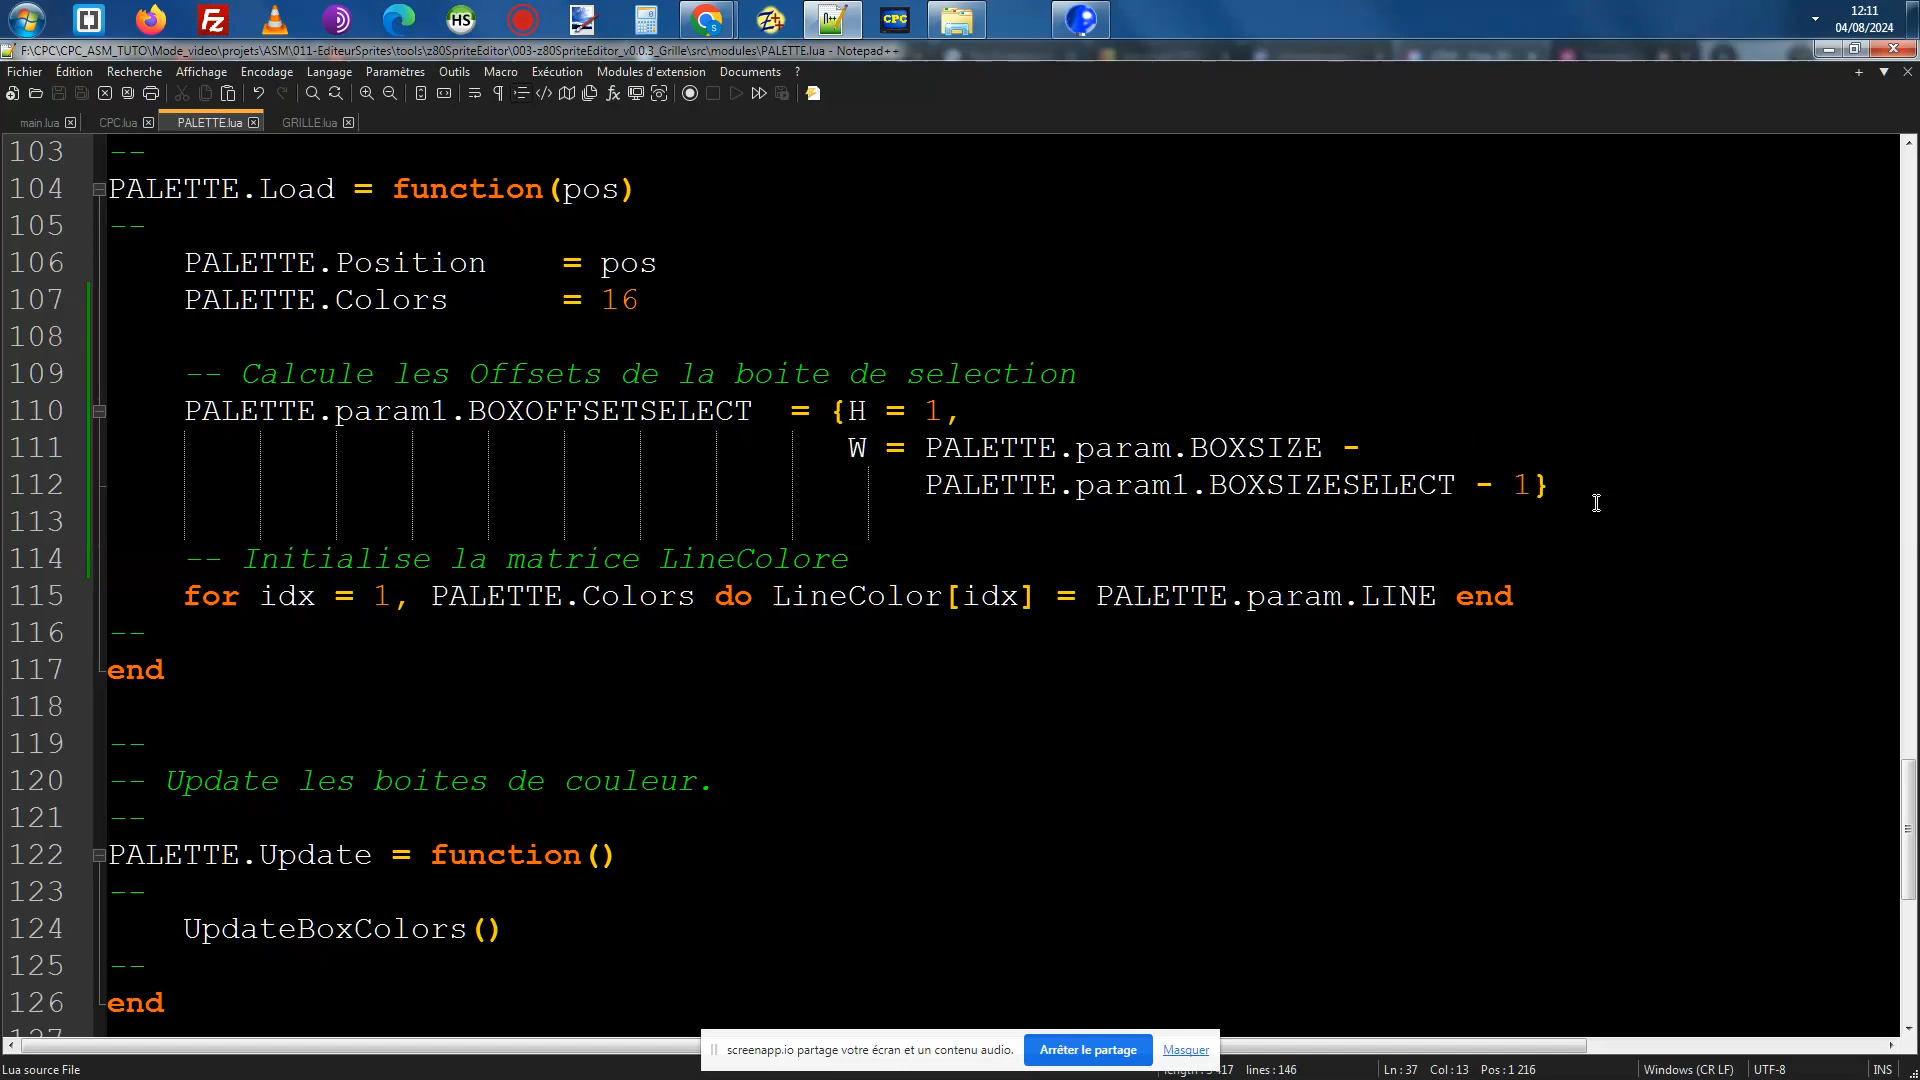 12:11
04/08/2024
F:\CPC\CPC_ASM_TUTO\Mode_video\projets\ASM\011-EditeurSprites\tools\z80SpriteEditor\003-z80SpriteEditor_v0.0.3_Grille\src\modules\PALETTE.lua - Notepad++
Fichier Édition Recherche Affichage Encodage Langage Paramètres Outils Macro Exécution Modules d'extension Documents ?
main.lua CPC.lua PALETTE.lua GRILLE.lua
103 --
104 PALETTE.Load = function(pos)
105 --
106 PALETTE.Position = pos
107 PALETTE.Colors = 16
108
109 -- Calcule les Offsets de la boite de selection
110 PALETTE.param1.BOXOFFSETSELECT = {H = 1,
111 W = PALETTE.param.BOXSIZE -
112 PALETTE.param1.BOXSIZESELECT - 1}
113
114 -- Initialise la matrice LineColore
115 for idx = 1, PALETTE.Colors do LineColor[idx] = PALETTE.param.LINE end
116 --
117 end
118
119 --
120 -- Update les boites de couleur.
121 --
122 PALETTE.Update = function()
123 --
124 UpdateBoxColors()
125 --
126 end
screenapp.io partage votre écran et un contenu audio. Arrêter le partage Masquer
Lua source File lines : 146 Ln : 37 Col : 13 Pos : 1 216 Windows (CR LF) UTF-8 INS